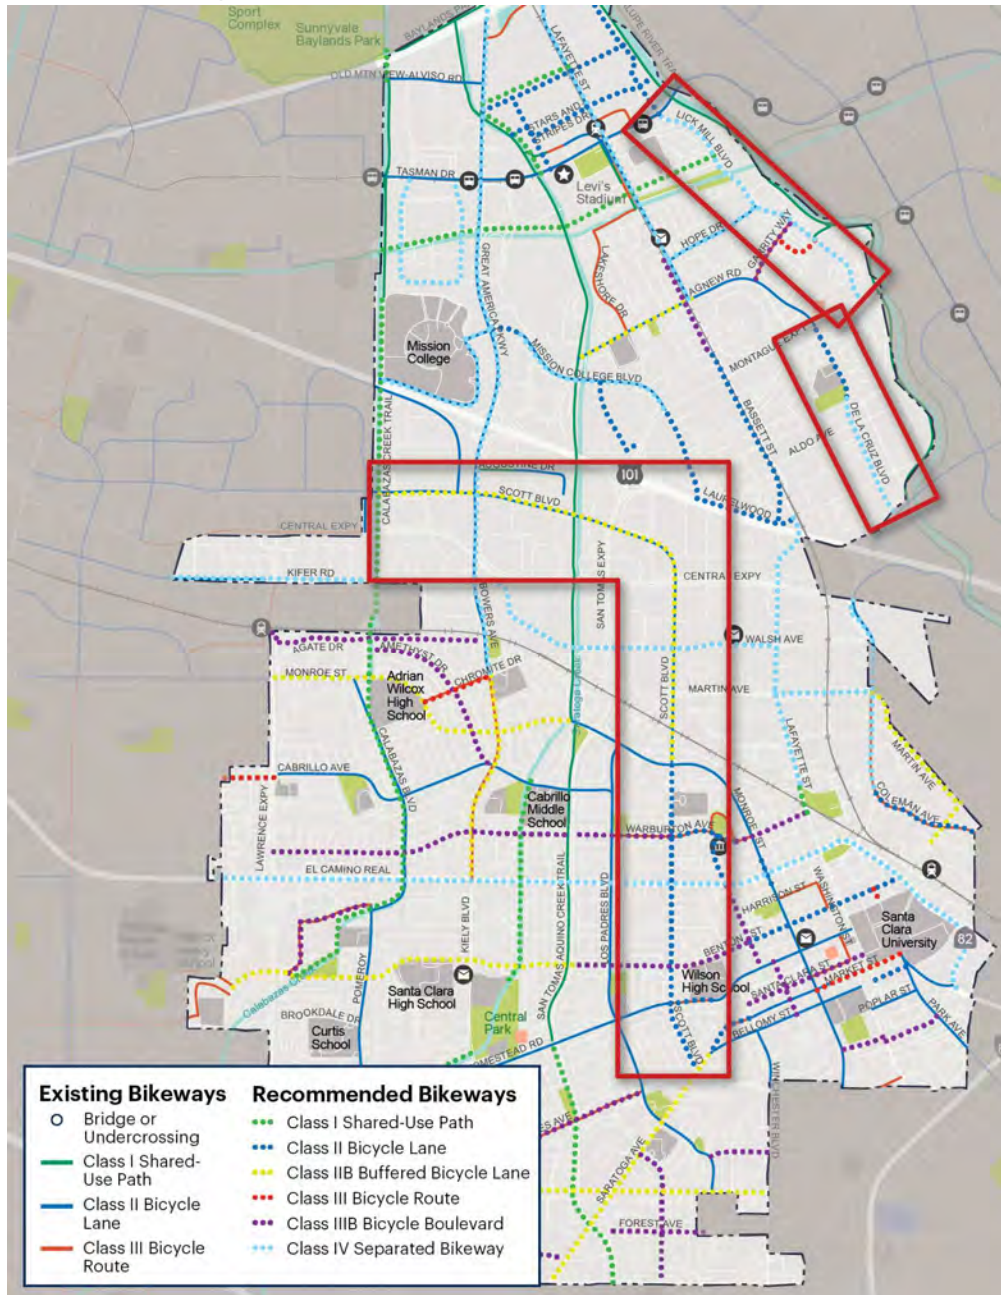 Sport
Complex
Sunnyvale
Baylands Park
LAFAYETTE ST
OLD MTN VIEW-ALVISO RD
STARS AND
STRIPES DR
LICK MILL BLVD
TASMAN DR
Levi's
Stadium
HOPE DR
GARRITY WAY
GREAT AMERICA PKWY
LAKESHORE DR
AGNEW RD
Mission
College
MISSION COLLEGE BLVD
MONTAGUE EXPY
BASSETT ST
ALDO AVE
DE LA CRUZ BLVD
CALABAZAS CREEK TRAIL
AUGUSTINE DR
101
SCOTT BLVD
LAURELWOOD
CENTRAL EXPY
KIFER RD
SAN TOMAS EXPY
CENTRAL EXPY
BOWERS AVE
WALSH AVE
AGATE DR
AMETHYST DR
MONROE ST
CHROMITE DR
Adrian
Wilcox
High
School
SCOTT BLVD
MARTIN AVE
LAFAYETTE ST
MARTIN AVE
CALABAZAS BLVD
CABRILLO AVE
COLEMAN AVE
LAWRENCE EXPY
Cabrillo
Middle
School
MONROE ST
WARBURTON AVE
EL CAMINO REAL
KIELY BLVD
SAN TOMAS AQUINO CREEK TRAIL
LOS PADRES BLVD
HARRISON ST
WASHINGTON ST
Santa
Clara
University
82
BENTON ST
POMEROY
Santa Clara
High School
Wilson
High School
SANTA CLARA ST
MARKET ST
BROOKDALE DR
Curtis
School
Central
Park
SCOTT BLVD
BELLOMY ST
POPLAR ST
PARK AVE
OMESTEAD RD
WINCHESTER BLVD
ES AVE
SARATOGA AVE
FOREST AVE
Existing Bikeways
Bridge or
Undercrossing
Class I Shared-
Use Path
Class II Bicycle
Lane
Class III Bicycle
Route
Recommended Bikeways
Class I Shared-Use Path
Class II Bicycle Lane
Class IIB Buffered Bicycle Lane
Class III Bicycle Route
Class IIIB Bicycle Boulevard
Class IV Separated Bikeway